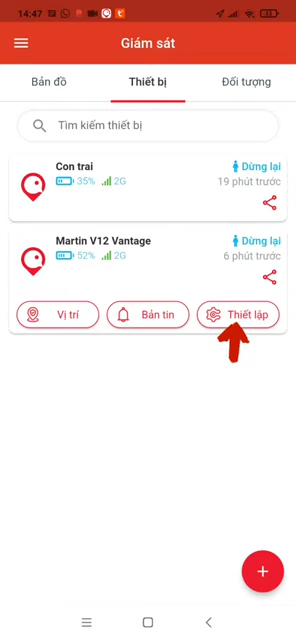 14:47
Giám sát
Bản đồ Thiết bị Đối tượng
Tìm kiếm thiết bị
Con trai Dừng lại
35% 2G 19 phút trước
Martin V12 Vantage Dừng lại
52% 2G 6 phút trước
Vị trí Bản tin Thiết lập